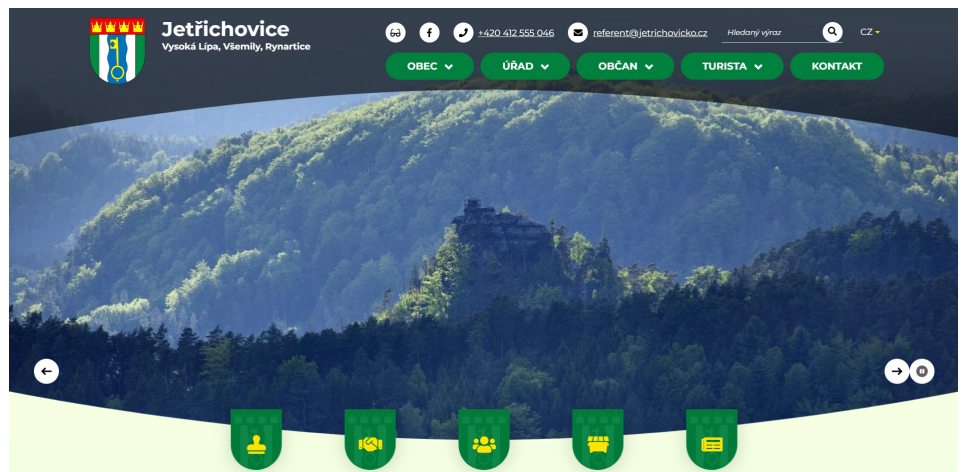 Jetřichovice
Vysoká Lípa, Všemily, Rynartice
+420 412 555 046
referent@jetrichovicko.cz
Hledaný výraz
CZ
OBEC
ÚŘAD
OBČAN
TURISTA
KONTAKT